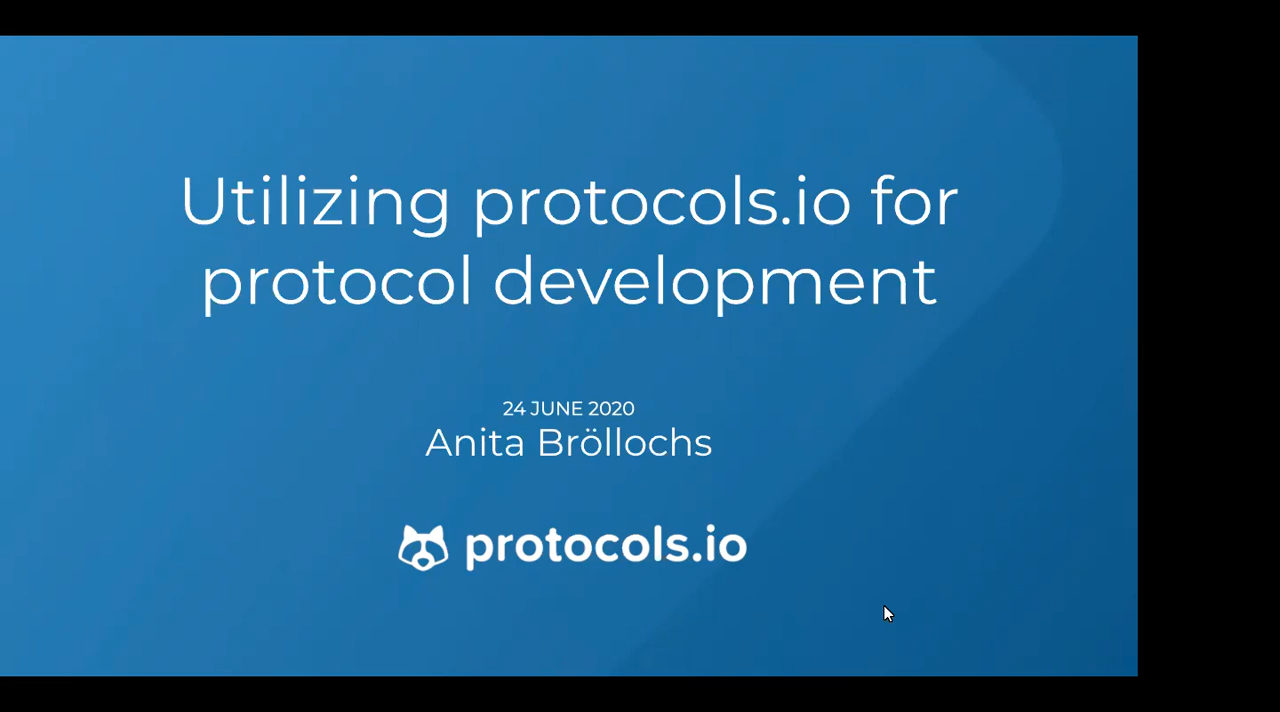 Utilizing protocols.io for
protocol development
24 JUNE 2020
Anita Bröllochs
protocols.io